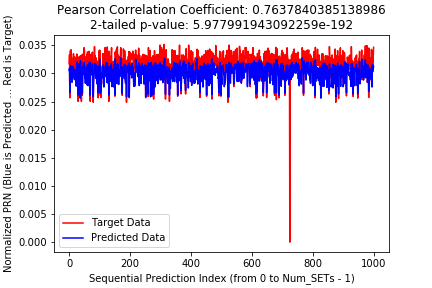 Pearson Correlation Coefficient: 0.7637840385138986
2-tailed p-value: 5.977991943092259e-192
Normalized PRN (Blue is Predicted ... Red is Target)
0.035
0.030
0.025
0.020
0.015
0.010
0.005
0.000
Target Data
Predicted Data
0
200
400
600
800
1000
Sequential Prediction Index (from 0 to Num_SETs - 1)